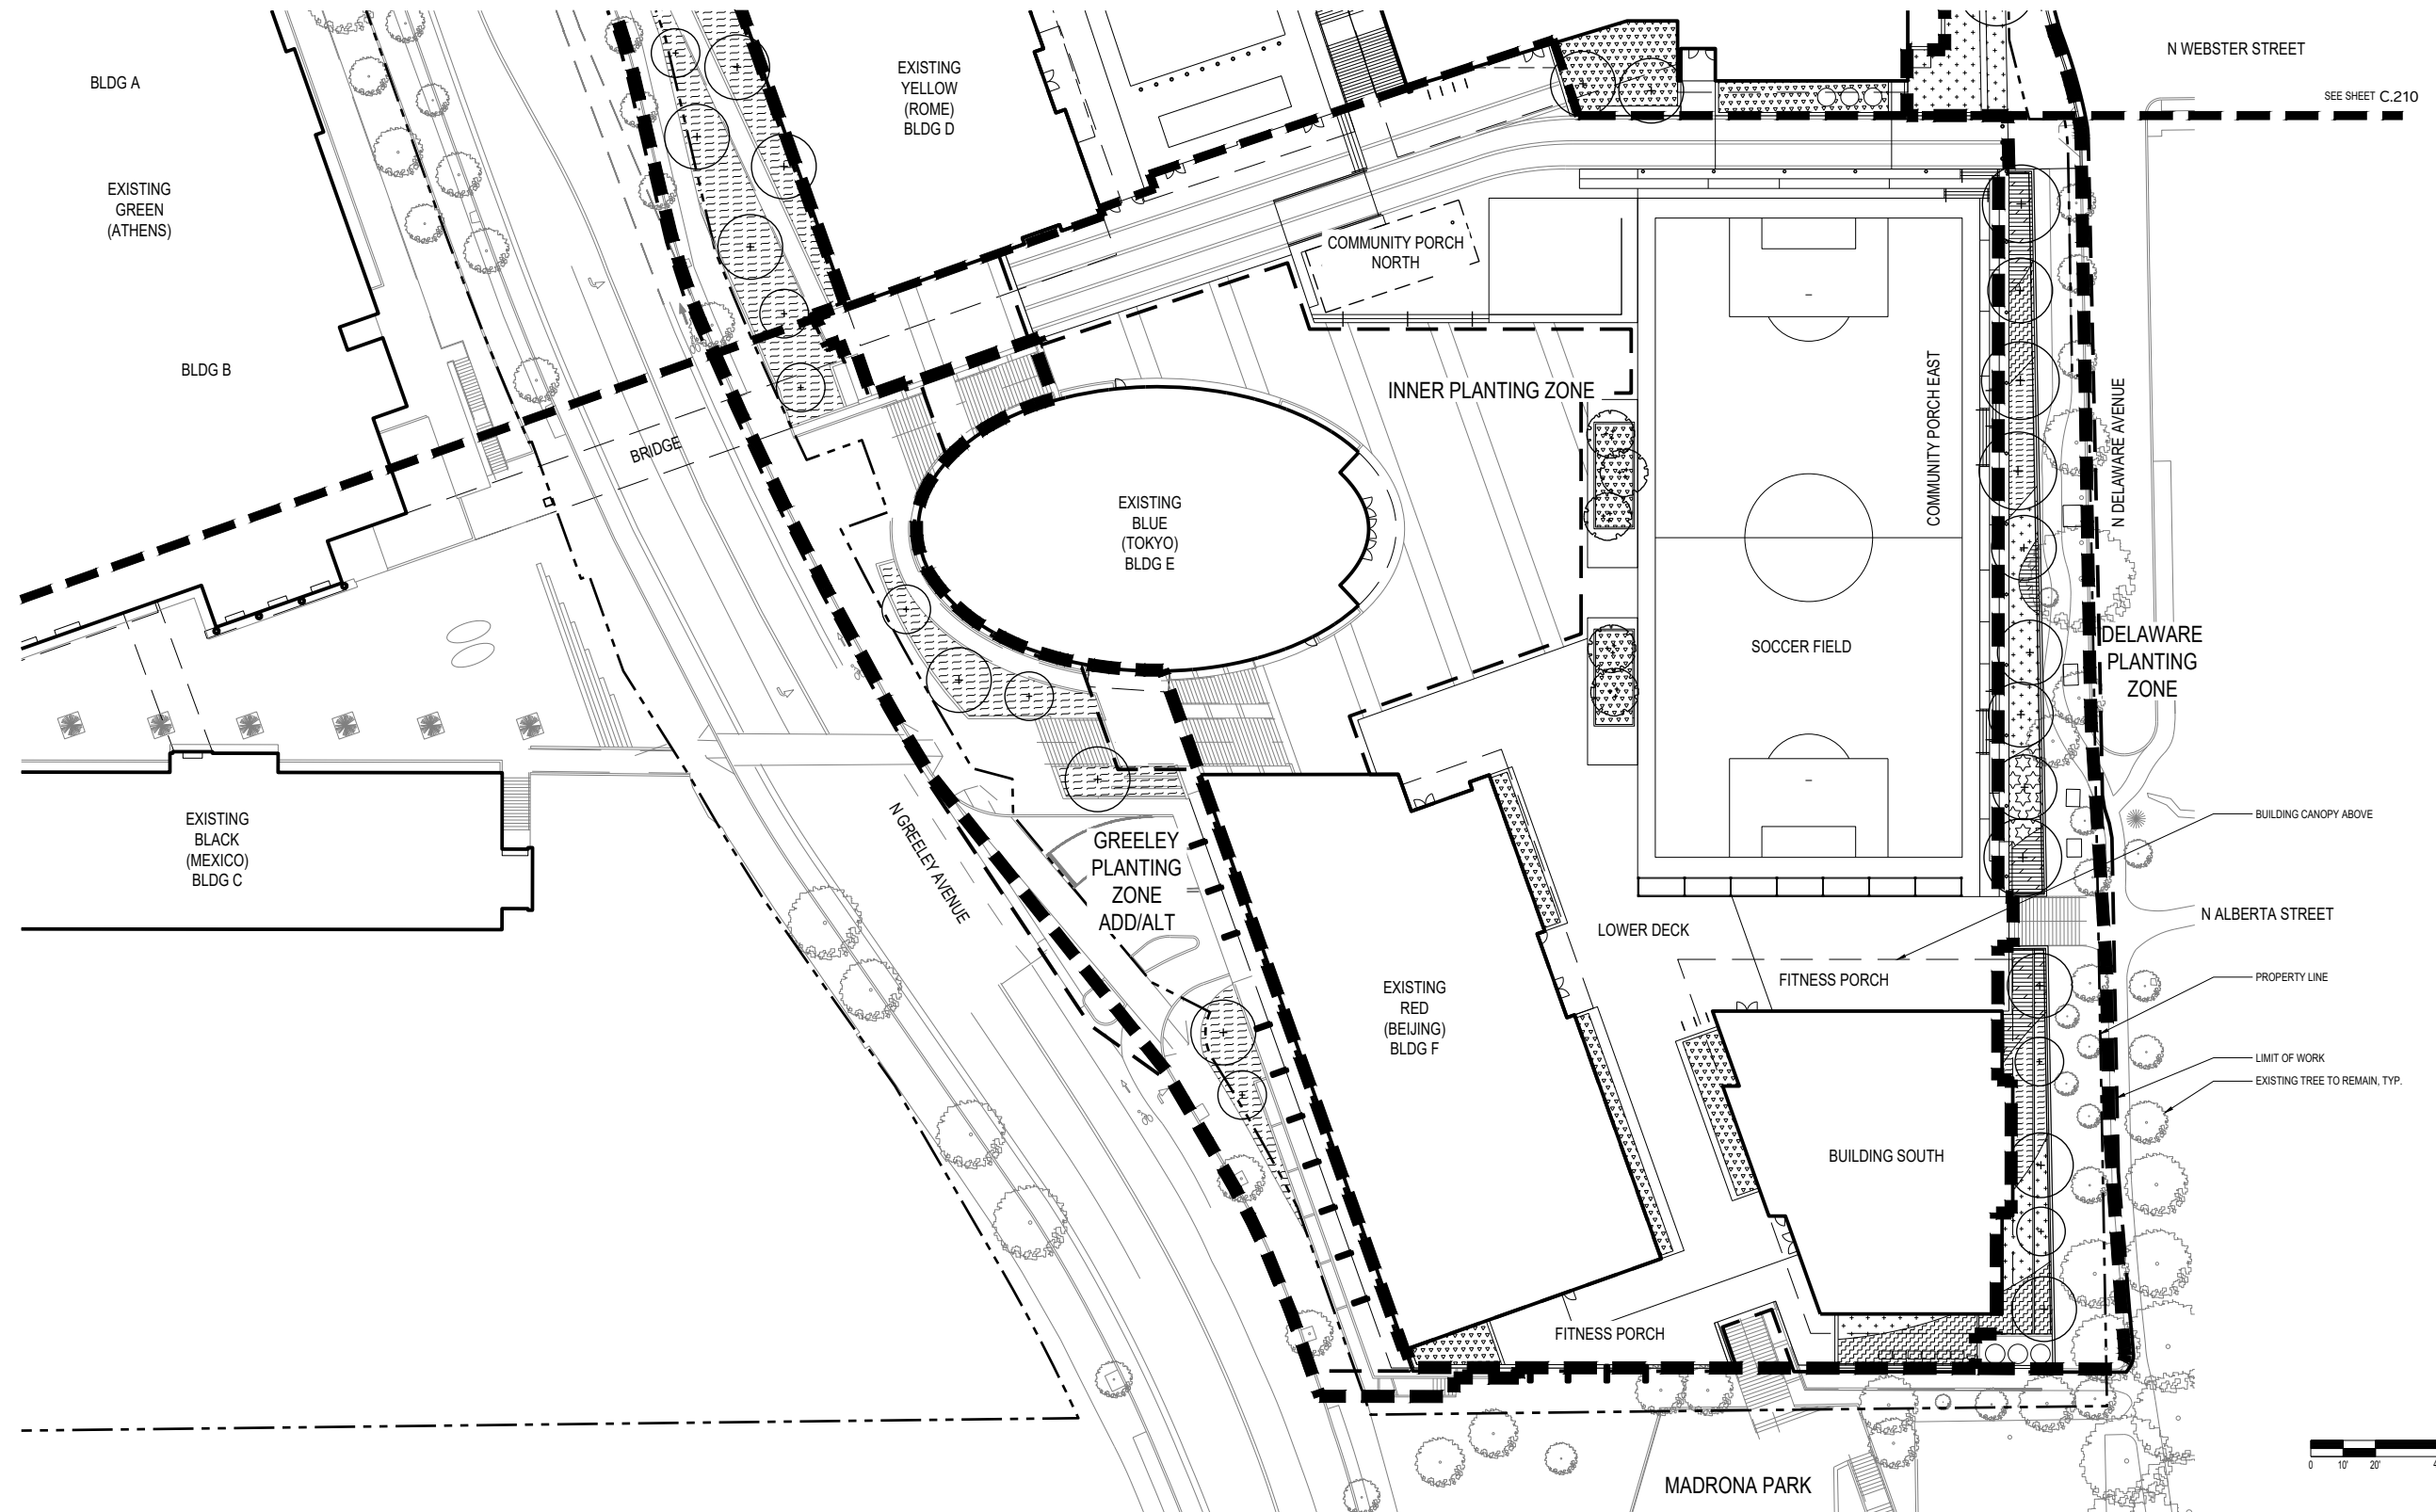 N WEBSTER STREET
SEE SHEET C.210
BLDG A
EXISTING
YELLOW
(ROME)
BLDG D
EXISTING
GREEN
(ATHENS)
COMMUNITY PORCH
NORTH
BLDG B
INNER PLANTING ZONE
COMMUNITY PORCH EAST
N DELAWARE AVENUE
BRIDGE
EXISTING
BLUE
(TOKYO)
BLDG E
SOCCER FIELD
DELAWARE
PLANTING
ZONE
EXISTING
BLACK
(MEXICO)
BLDG C
N GREELEY AVENUE
GREELEY
PLANTING
ZONE
ADD/ALT
BUILDING CANOPY ABOVE
N ALBERTA STREET
LOWER DECK
FITNESS PORCH
PROPERTY LINE
EXISTING
RED
(BEIJING)
BLDG F
LIMIT OF WORK
EXISTING TREE TO REMAIN, TYP.
BUILDING SOUTH
FITNESS PORCH
MADRONA PARK
0 10' 20'